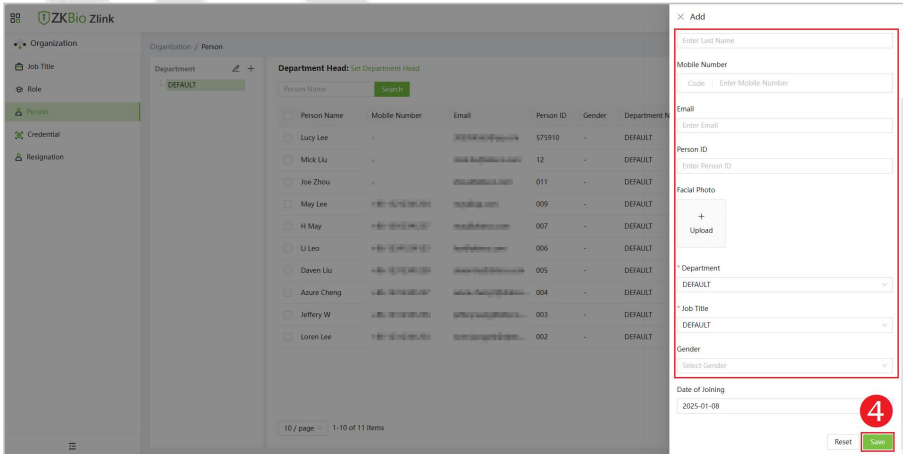 ZKBio Zlink
Organization
Job Title
Role
Person
Credential
Resignation
Organization / Person
Department
DEFAULT
Department Head: Set Department Head
Person Name Search
Person Name Mobile Number Email Person ID Gender Department N
Lucy Lee - 575910 - DEFAULT
Mick Liu - 12 - DEFAULT
Joe Zhou - 011 - DEFAULT
May Lee 009 - DEFAULT
H May 007 - DEFAULT
Li Leo 006 - DEFAULT
Daven Liu 005 - DEFAULT
Azure Cheng 004 - DEFAULT
Jeffery W 003 - DEFAULT
Loren Lee 002 - DEFAULT
10 / page 1-10 of 11 items
× Add
Enter Last Name
Mobile Number
Code Enter Mobile Number
Email
Enter Email
Person ID
Enter Person ID
Facial Photo
+
Upload
* Department
DEFAULT
* Job Title
DEFAULT
Gender
Select Gender
Date of Joining
2025-01-08
4
Reset Save